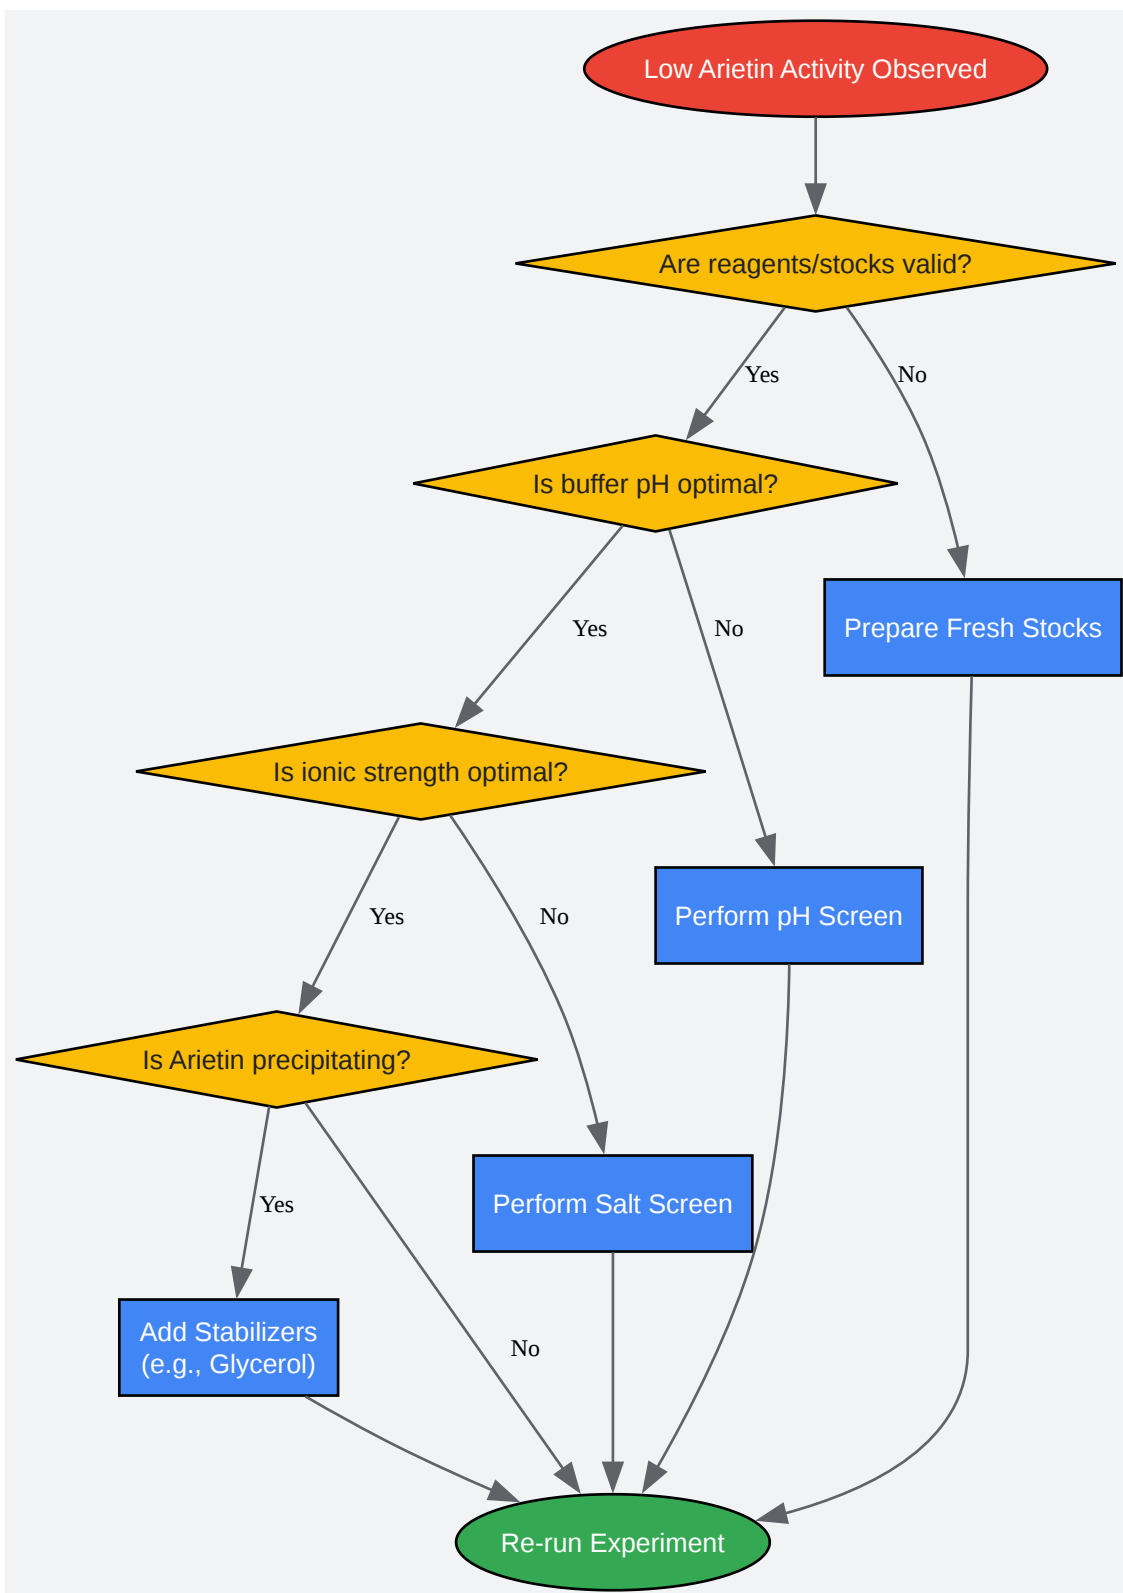 Low Arietin Activity Observed
Are reagents/stocks valid?
Yes
No
Is buffer pH optimal?
Yes
No
Prepare Fresh Stocks
Is ionic strength optimal?
Yes
No
Perform pH Screen
Is Arietin precipitating?
Yes
Perform Salt Screen
Add Stabilizers
(e.g., Glycerol)
No
Re-run Experiment